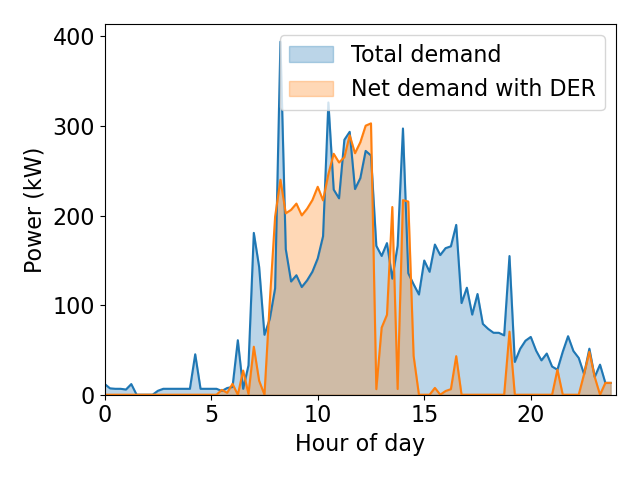 400
300
200
100
0
Power (kW)
Total demand
Net demand with DER
0 5 10 15 20
Hour of day